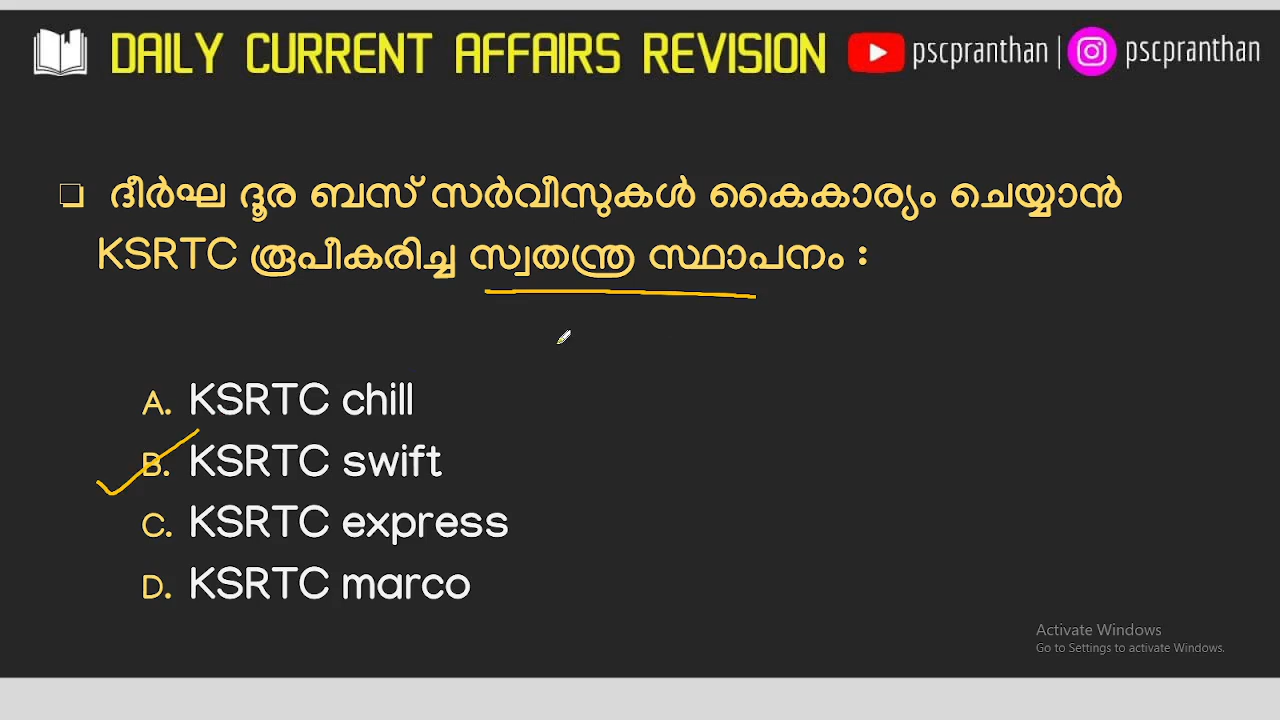 DAILY CURRENT AFFAIRS REVISION pscpranthan | pscpranthan
ദീർഘ ദൂര ബസ് സർവീസുകൾ കൈകാര്യം ചെയ്യാൻ
KSRTC രൂപീകരിച്ച സ്വതന്ത്ര സ്ഥാപനം :
A. KSRTC chill
B. KSRTC swift
C. KSRTC express
D. KSRTC marco
Activate Windows
Go to Settings to activate Windows.